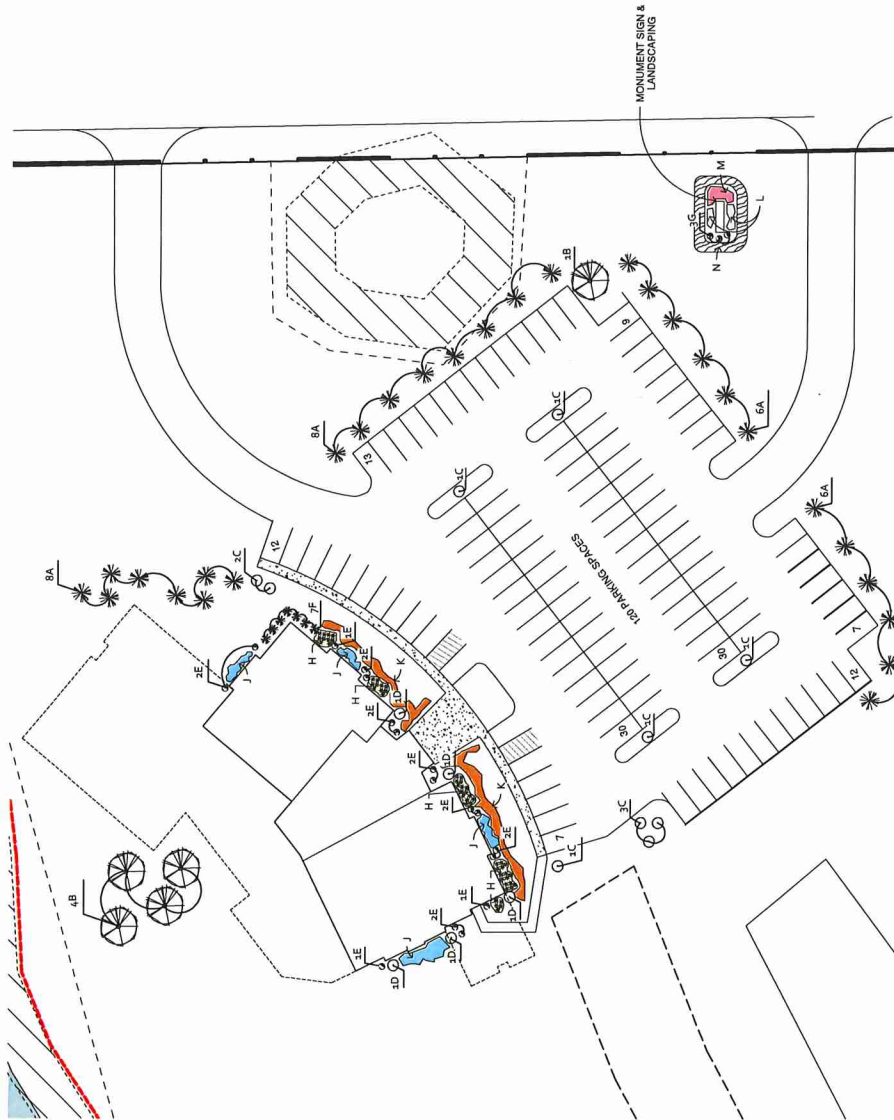 MONUMENT SIGN &
LANDSCAPING
M
3G
L
N
1B
9
8A
13
6A
1C
1C
6A
12
120 PARKING SPACES
8A
2C
7F
1E
H
J
2E
K
2E
J
1D
2E
30
1C
7
12
30
1C
2E
1D
H
2E
K
J
2E
7
1C
3C
H
1E
1D
4B
2E
J
1D
1E
1D